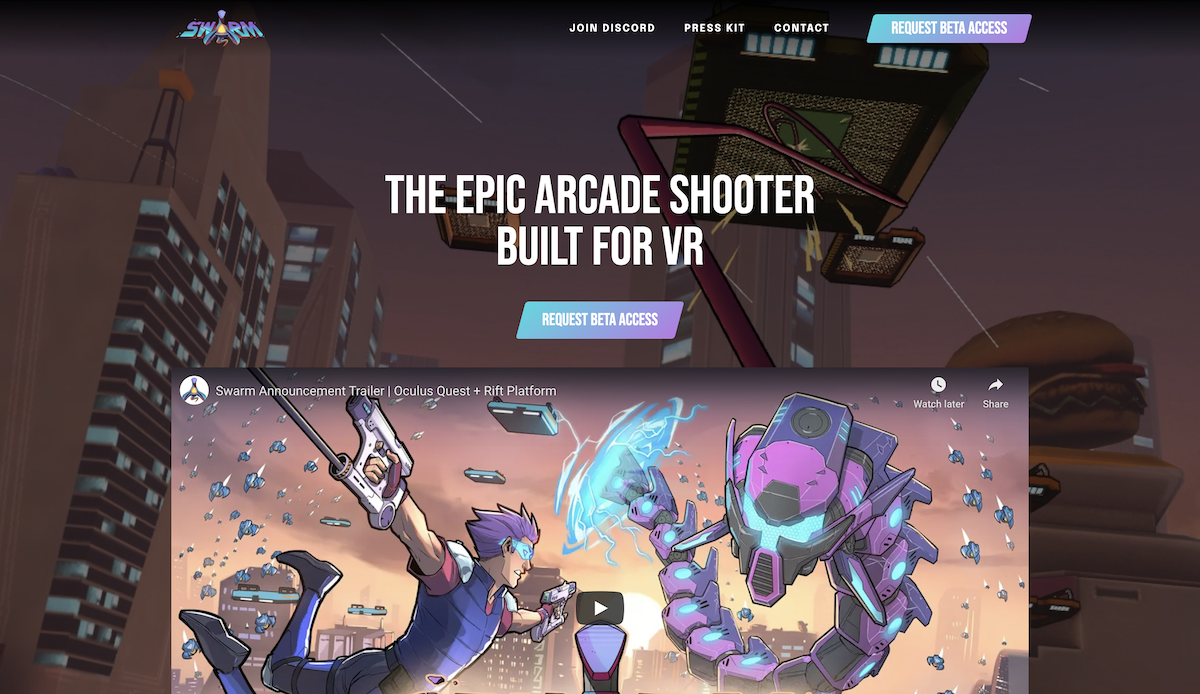 SWARM
JOIN DISCORD
PRESS KIT
CONTACT
REQUEST BETA ACCESS
THE EPIC ARCADE SHOOTER
BUILT FOR VR
REQUEST BETA ACCESS
Swarm Announcement Trailer | Oculus Quest + Rift Platform
Watch later
Share